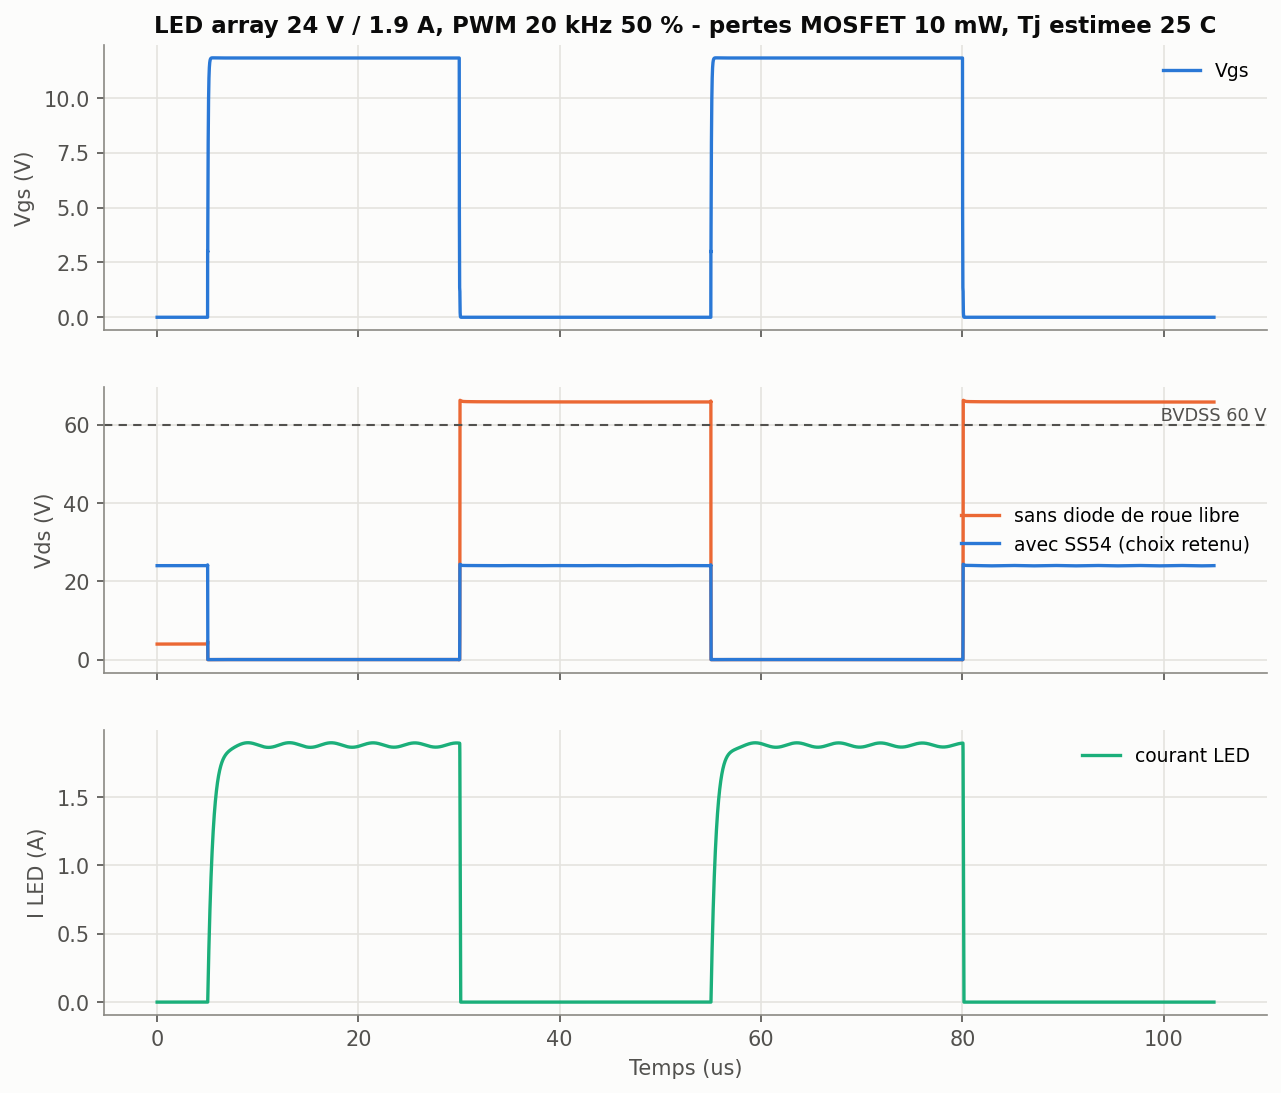 LED array 24 V / 1.9 A, PWM 20 kHz 50 % - pertes MOSFET 10 mW, Tj estimee 25 C
Vgs
10.0
7.5
5.0
2.5
0.0
Vgs (V)
BVDSS 60 V
sans diode de roue libre
avec SS54 (choix retenu)
60
40
20
0
Vds (V)
courant LED
1.5
1.0
0.5
0.0
I LED (A)
0 20 40 60 80 100
Temps (us)